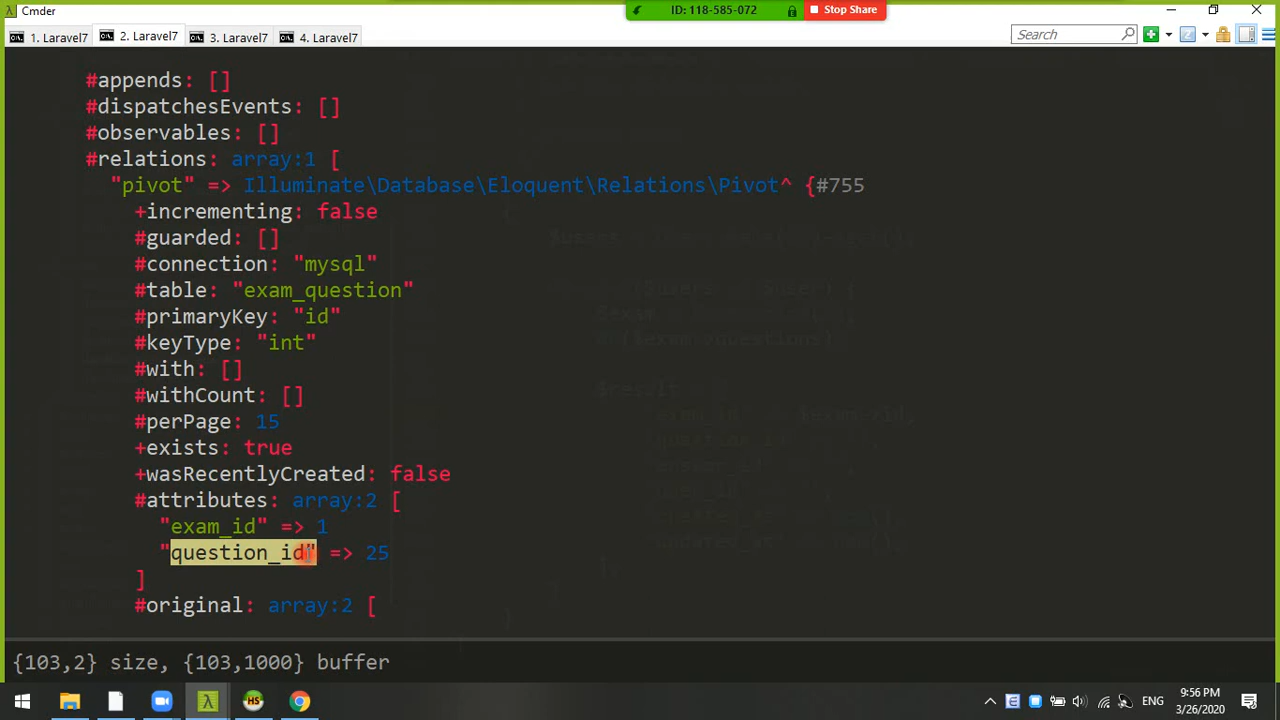 Cmder
ID: 118-585-072
Stop Share
1. Laravel7
2. Laravel7
3. Laravel7
4. Laravel7
Search
#appends: []
#dispatchesEvents: []
#observables: []
#relations: array:1 [
"pivot" => Illuminate\Database\Eloquent\Relations\Pivot^ {#755
+incrementing: false
#guarded: []
#connection: "mysql"
#table: "exam_question"
#primaryKey: "id"
#keyType: "int"
#with: []
#withCount: []
#perPage: 15
+exists: true
+wasRecentlyCreated: false
#attributes: array:2 [
"exam_id" => 1
"question_id" => 25
]
#original: array:2 [
{103,2} size, {103,1000} buffer
ENG
9:56 PM
3/26/2020